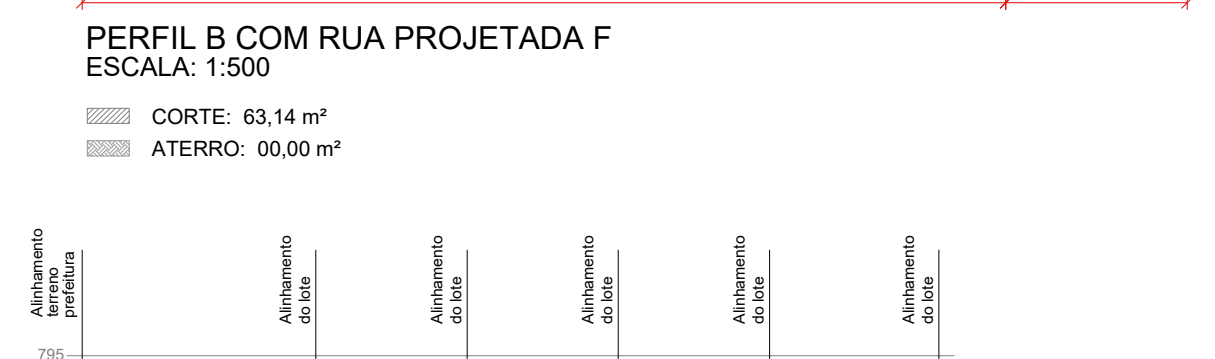 PERFIL B COM RUA PROJETADA F
ESCALA: 1:500
CORTE: 63,14 m²
ATERRO: 00,00 m²
Alinhamento
terreno
prefeitura
Alinhamento
do lote
Alinhamento
do lote
Alinhamento
do lote
Alinhamento
do lote
Alinhamento
do lote
795